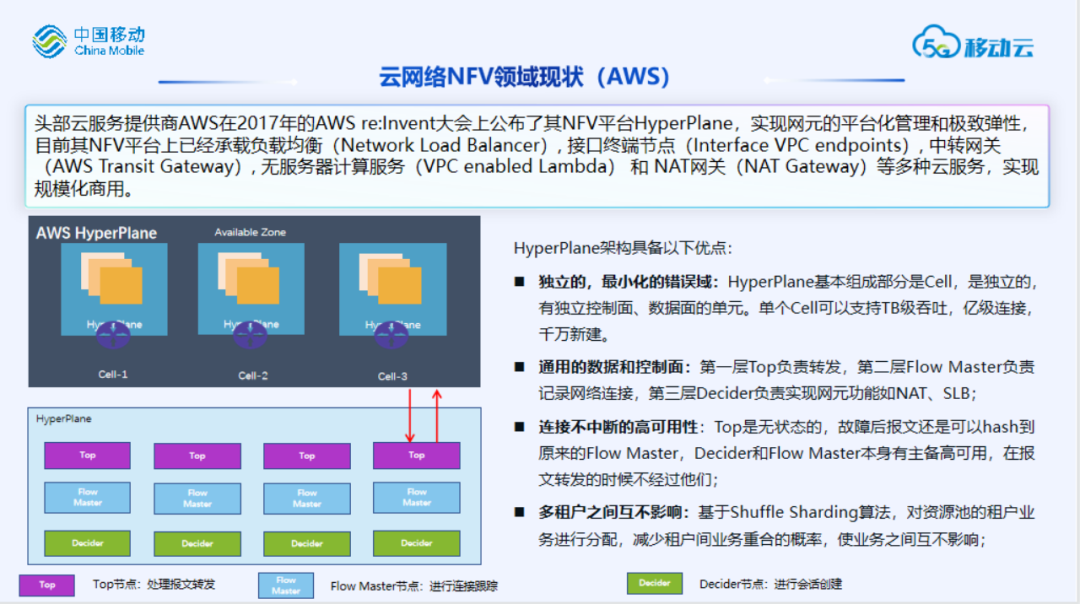 中国移动
China Mobile
5G 移动云
云网络NFV领域现状（AWS）
头部云服务提供商AWS在2017年的AWS re:Invent大会上公布了其NFV平台HyperPlane，实现网元的平台化管理和极致弹性，
目前其NFV平台上已经承载负载均衡（Network Load Balancer）, 接口终端节点（Interface VPC endpoints）, 中转网关
（AWS Transit Gateway）, 无服务器计算服务（VPC enabled Lambda） 和 NAT网关（NAT Gateway）等多种云服务，实现
规模化商用。
AWS HyperPlane
Available Zone
HyperPlane
HyperPlane
HyperPlane
Cell-1
Cell-2
Cell-3
HyperPlane
Top
Top
Top
Top
Flow
Master
Flow
Master
Flow
Master
Flow
Master
Decider
Decider
Decider
Decider
HyperPlane架构具备以下优点：
■ 独立的，最小化的错误域：HyperPlane基本组成部分是Cell，是独立的，
有独立控制面、数据面的单元。单个Cell可以支持TB级吞吐，亿级连接，
千万新建。
■ 通用的数据和控制面：第一层Top负责转发，第二层Flow Master负责
记录网络连接，第三层Decider负责实现网元功能如NAT、SLB；
■ 连接不中断的高可用性：Top是无状态的，故障后报文还是可以hash到
原来的Flow Master，Decider和Flow Master本身有主备高可用，在报
文转发的时候不经过他们；
■ 多租户之间互不影响：基于Shuffle Sharding算法，对资源池的租户业
务进行分配，减少租户间业务重合的概率，使业务之间互不影响；
Top
Top节点：处理报文转发
Flow
Master
Flow Master节点：进行连接跟踪
Decider
Decider节点：进行会话创建